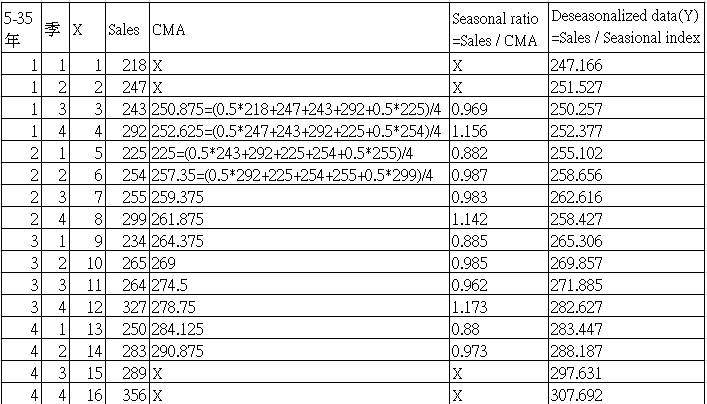 5-35年 季 X Sales CMA Seasonal ratio =Sales / CMA Deseasonalized data(Y) =Sales / Seasional index
1 1 1 218 X X 247.166
1 2 2 247 X X 251.527
1 3 3 243 250.875=(0.5*218+247+243+292+0.5*225)/4 0.969 250.257
1 4 4 292 252.625=(0.5*247+243+292+225+0.5*254)/4 1.156 252.377
2 1 5 225 225=(0.5*243+292+225+254+0.5*255)/4 0.882 255.102
2 2 6 254 257.35=(0.5*292+225+254+255+0.5*299)/4 0.987 258.656
2 3 7 255 259.375 0.983 262.616
2 4 8 299 261.875 1.142 258.427
3 1 9 234 264.375 0.885 265.306
3 2 10 265 269 0.985 269.857
3 3 11 264 274.5 0.962 271.885
3 4 12 327 278.75 1.173 282.627
4 1 13 250 284.125 0.88 283.447
4 2 14 283 290.875 0.973 288.187
4 3 15 289 X X 297.631
4 4 16 356 X X 307.692